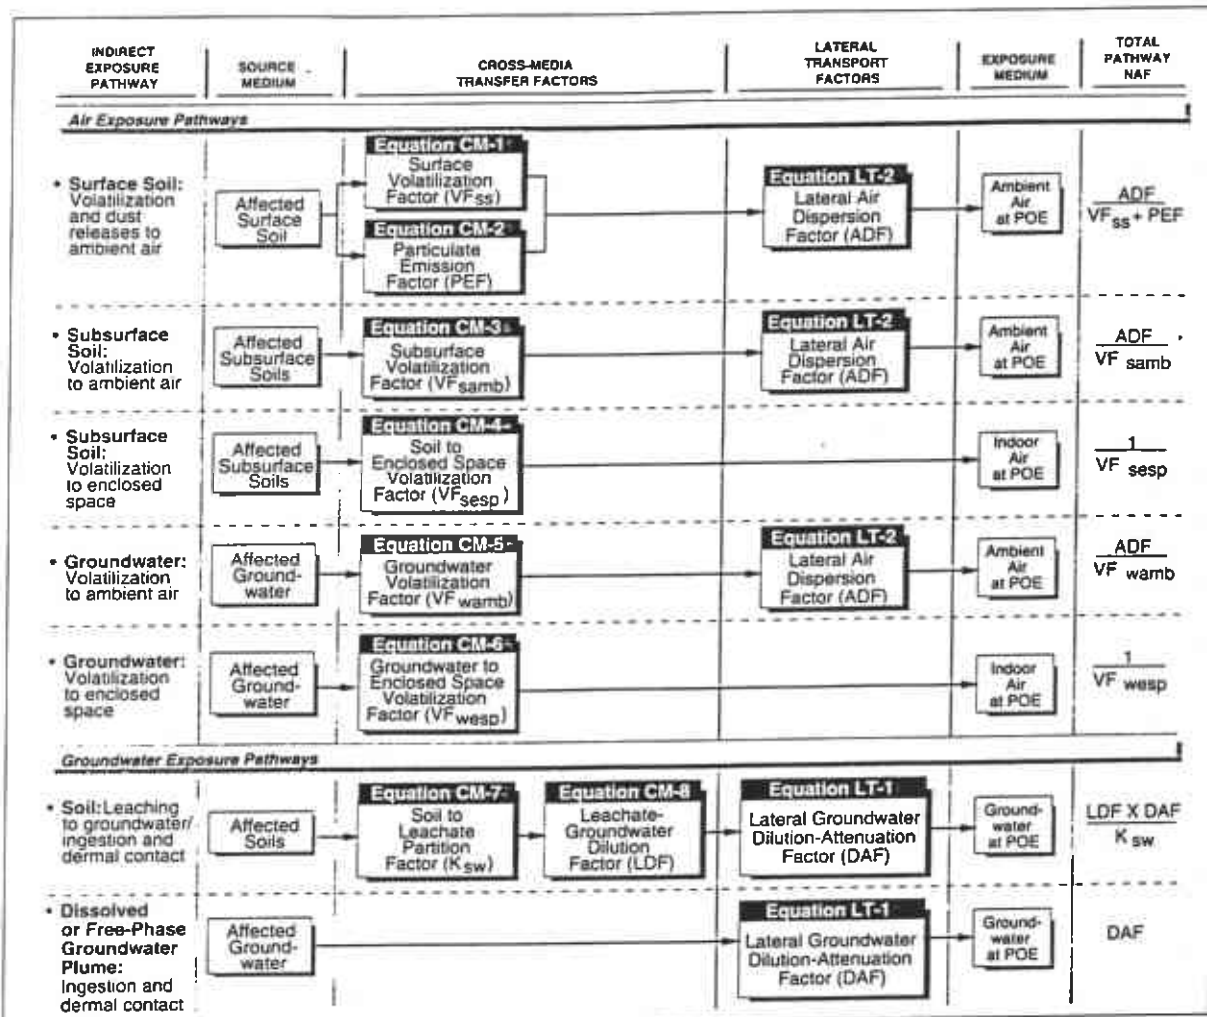 INDIRECT
EXPOSURE
PATHWAY
SOURCE
MEDIUM
CROSS-MEDIA
TRANSFER FACTORS
LATERAL
TRANSPORT
FACTORS
EXPOSURE
MEDIUM
TOTAL
PATHWAY
NAF
Air Exposure Pathways
• Surface Soil:
Volatilization
and dust
releases to
ambient air
Affected
Surface
Soil
Equation CM-1
Surface
Volatilization
Factor (VFss)
Equation CM-2
Particulate
Emission
Factor (PEF)
Equation LT-2
Lateral Air
Dispersion
Factor (ADF)
Ambient
Air
at POE
ADF
VFss + PEF
• Subsurface
Soil:
Volatilization
to ambient air
Affected
Subsurface
Soils
Equation CM-3
Subsurface
Volatilization
Factor (VFsamb)
Equation LT-2
Lateral Air
Dispersion
Factor (ADF)
Ambient
Air
at POE
ADF
VF samb
• Subsurface
Soil:
Volatilization
to enclosed
space
Affected
Subsurface
Soils
Equation CM-4
Soil to
Enclosed Space
Volatilization
Factor (VFsesp)
Indoor
Air
at POE
1
VF sesp
• Groundwater:
Volatilization
to ambient air
Affected
Ground-
water
Equation CM-5
Groundwater
Volatilization
Factor (VFwamb)
Equation LT-2
Lateral Air
Dispersion
Factor (ADF)
Ambient
Air
at POE
ADF
VF wamb
• Groundwater:
Volatilization
to enclosed
space
Affected
Ground-
water
Equation CM-6
Groundwater to
Enclosed Space
Volatilization
Factor (VFwesp)
Indoor
Air
at POE
1
VF wesp
Groundwater Exposure Pathways
• Soil: Leaching
to groundwater/
ingestion and
dermal contact
Affected
Soils
Equation CM-7
Soil to
Leachate
Partition
Factor (Ksw)
Equation CM-8
Leachate-
Groundwater
Dilution
Factor (LDF)
Equation LT-1
Lateral Groundwater
Dilution-Attenuation
Factor (DAF)
Ground-
water
at POE
LDF X DAF
K sw
• Dissolved
or Free-Phase
Groundwater
Plume:
Ingestion and
dermal contact
Affected
Ground-
water
Equation LT-1
Lateral Groundwater
Dilution-Attenuation
Factor (DAF)
Ground-
water
at POE
DAF